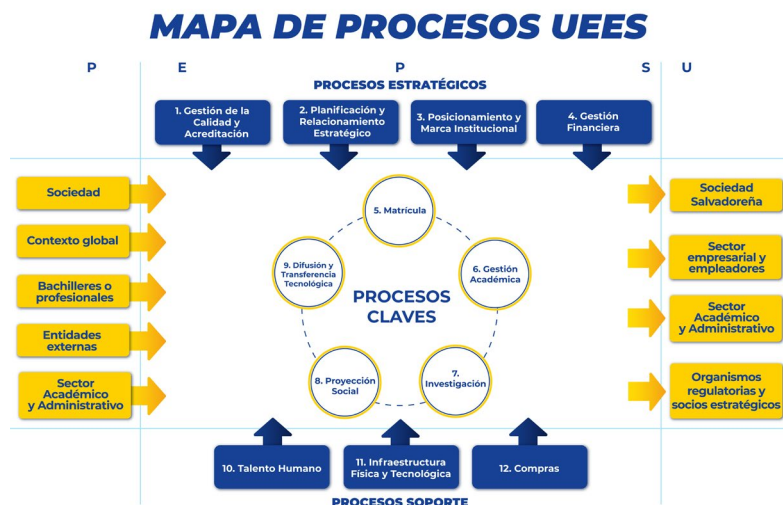 MAPA DE PROCESOS UEES
P E P S U
PROCESOS ESTRATÉGICOS
1. Gestión de la
Calidad y
Acreditación
2. Planificación y
Relacionamiento
Estratégico
3. Posicionamiento y
Marca Institucional
4. Gestión
Financiera
Sociedad
Contexto global
Bachilleres o
profesionales
Entidades
externas
Sector
Académico
y Administrativo
5. Matrícula
6. Gestión
Académica
7.
Investigación
8. Proyección
Social
9. Difusión y
Transferencia
Tecnológica
PROCESOS
CLAVES
Sociedad
Salvadoreña
Sector
empresarial y
empleadores
Sector
Académico
y Administrativo
Organismos
regulatorias y
socios estratégicos
10. Talento Humano
11. Infraestructura
Física y Tecnológica
12. Compras
PROCESOS SOPORTE